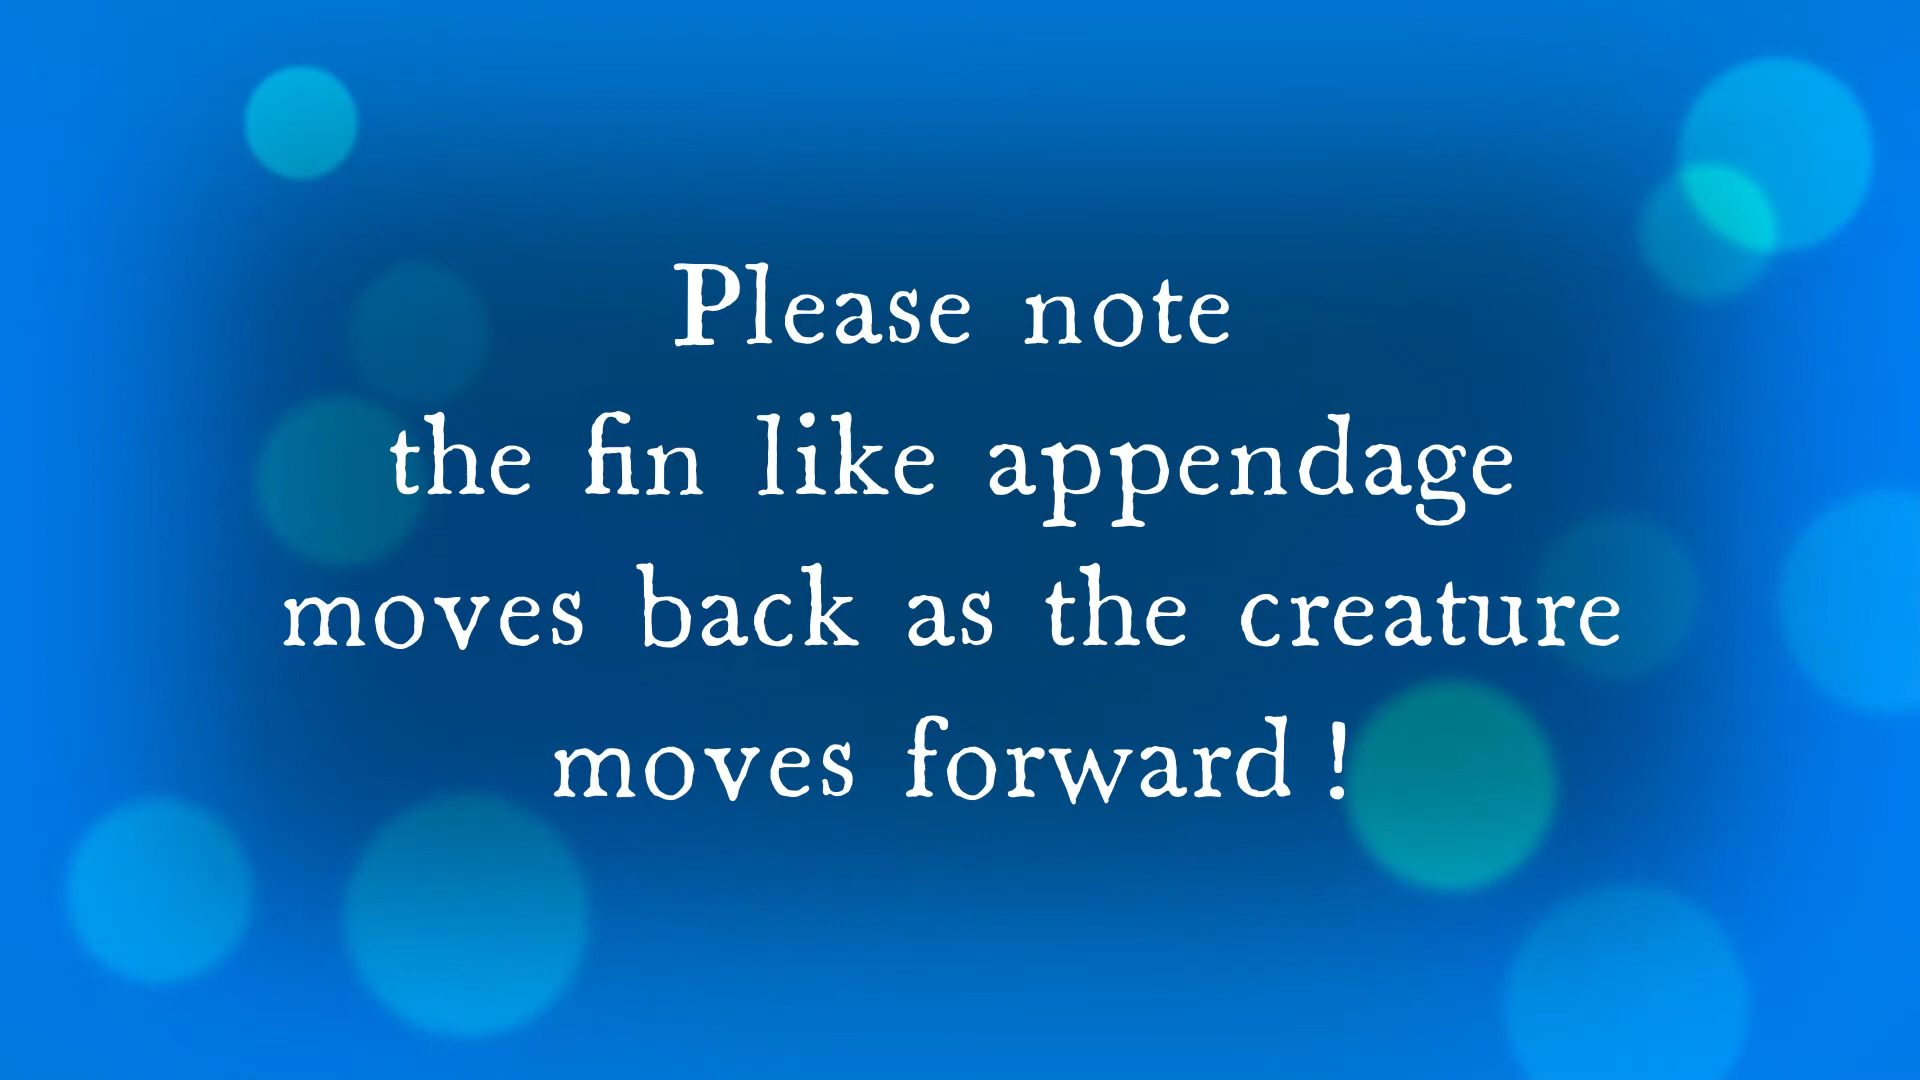 Please note
the fin like appendage
moves back as the creature
moves forward !